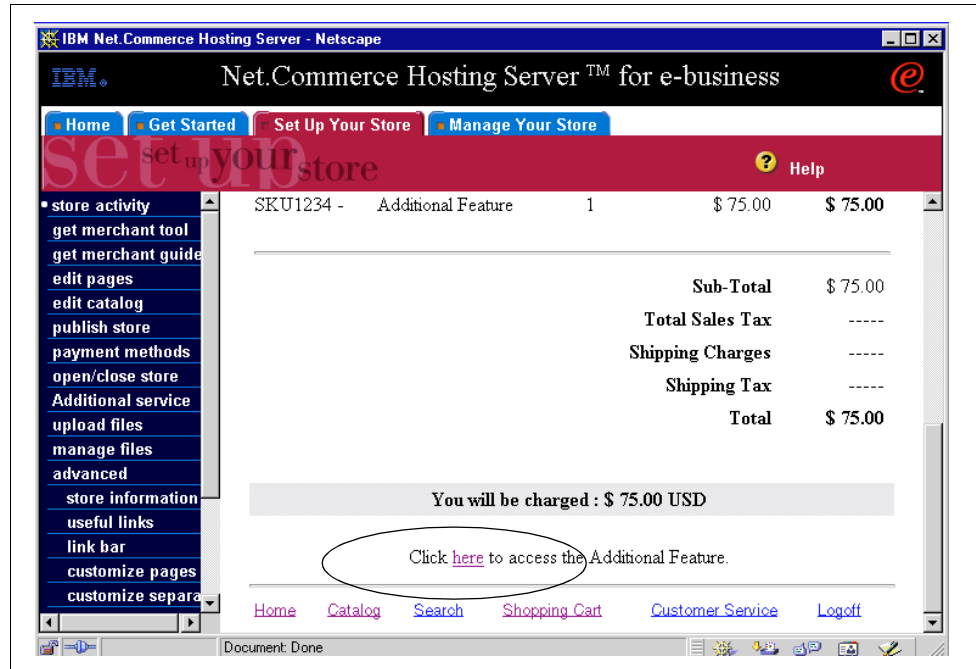 IBM Net.Commerce Hosting Server - Netscape
IBM® Net.Commerce Hosting Server ™ for e-business
Home Get Started Set Up Your Store Manage Your Store
set up
set up your store
? Help
store activity
get merchant tool
get merchant guide
edit pages
edit catalog
publish store
payment methods
open/close store
Additional service
upload files
manage files
advanced
store information
useful links
link bar
customize pages
customize separa
SKU1234 - Additional Feature 1 $ 75.00 $ 75.00
Sub-Total $ 75.00
Total Sales Tax -----
Shipping Charges -----
Shipping Tax -----
Total $ 75.00
You will be charged : $ 75.00 USD
Click here to access the Additional Feature.
Home Catalog Search Shopping Cart Customer Service Logoff
Document: Done